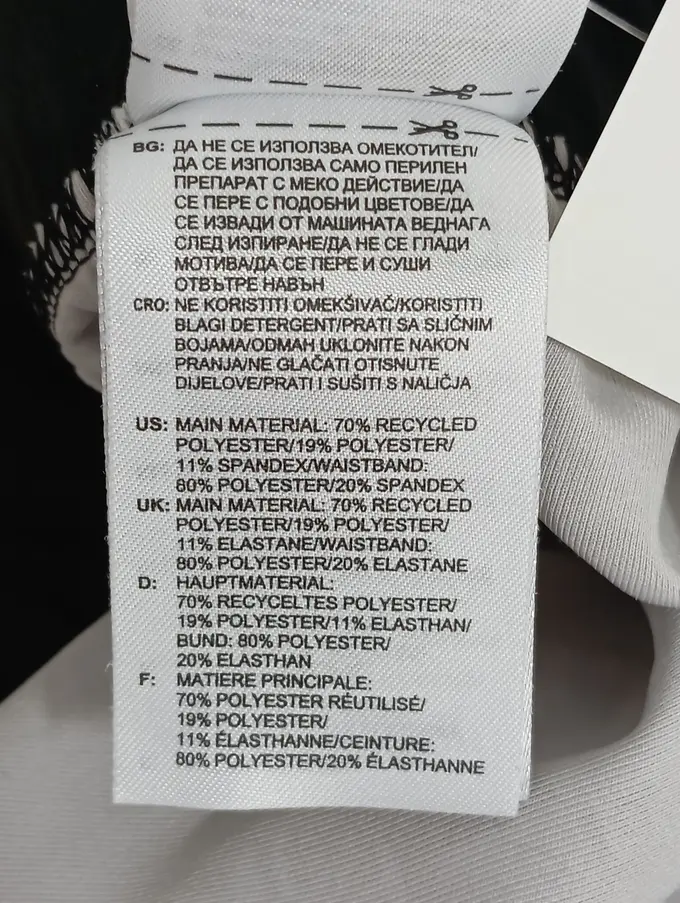 BG: ДА НЕ СЕ ИЗПОЛЗВА ОМЕКОТИТЕЛ/
ДА СЕ ИЗПОЛЗВА САМО ПЕРИЛЕН
ПРЕПАРАТ С МЕКО ДЕЙСТВИЕ/ДА
СЕ ПЕРЕ С ПОДОБНИ ЦВЕТОВЕ/ДА
СЕ ИЗВАДИ ОТ МАШИНАТА ВЕДНАГА
СЛЕД ИЗПИРАНЕ/ДА НЕ СЕ ГЛАДИ
МОТИВА/ДА СЕ ПЕРЕ И СУШИ
ОТВЪТРЕ НАВЪН
CRO: NE KORISTITI OMEKŠIVAČ/KORISTITI
BLAGI DETERGENT/PRATI SA SLIČNIM
BOJAMA/ODMAH UKLONITE NAKON
PRANJA/NE GLAČATI OTISNUTE
DIJELOVE/PRATI I SUŠITI S NALIČJA
US: MAIN MATERIAL: 70% RECYCLED
POLYESTER/19% POLYESTER/
11% SPANDEX/WAISTBAND:
80% POLYESTER/20% SPANDEX
UK: MAIN MATERIAL: 70% RECYCLED
POLYESTER/19% POLYESTER/
11% ELASTANE/WAISTBAND:
80% POLYESTER/20% ELASTANE
D: HAUPTMATERIAL:
70% RECYCELTES POLYESTER/
19% POLYESTER/11% ELASTHAN/
BUND: 80% POLYESTER/
20% ELASTHAN
F: MATIERE PRINCIPALE:
70% POLYESTER RÉUTILISÉ/
19% POLYESTER/
11% ÉLASTHANNE/CEINTURE:
80% POLYESTER/20% ÉLASTHANNE